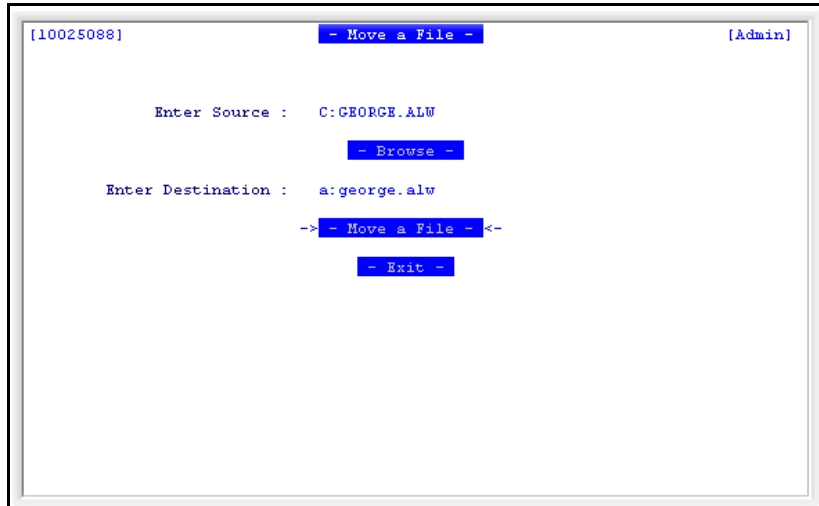 [10025088] - Move a File - [Admin]
Enter Source : C:GEORGE.ALW
- Browse -
Enter Destination : a:george.alw
-> - Move a File - <-
- Exit -